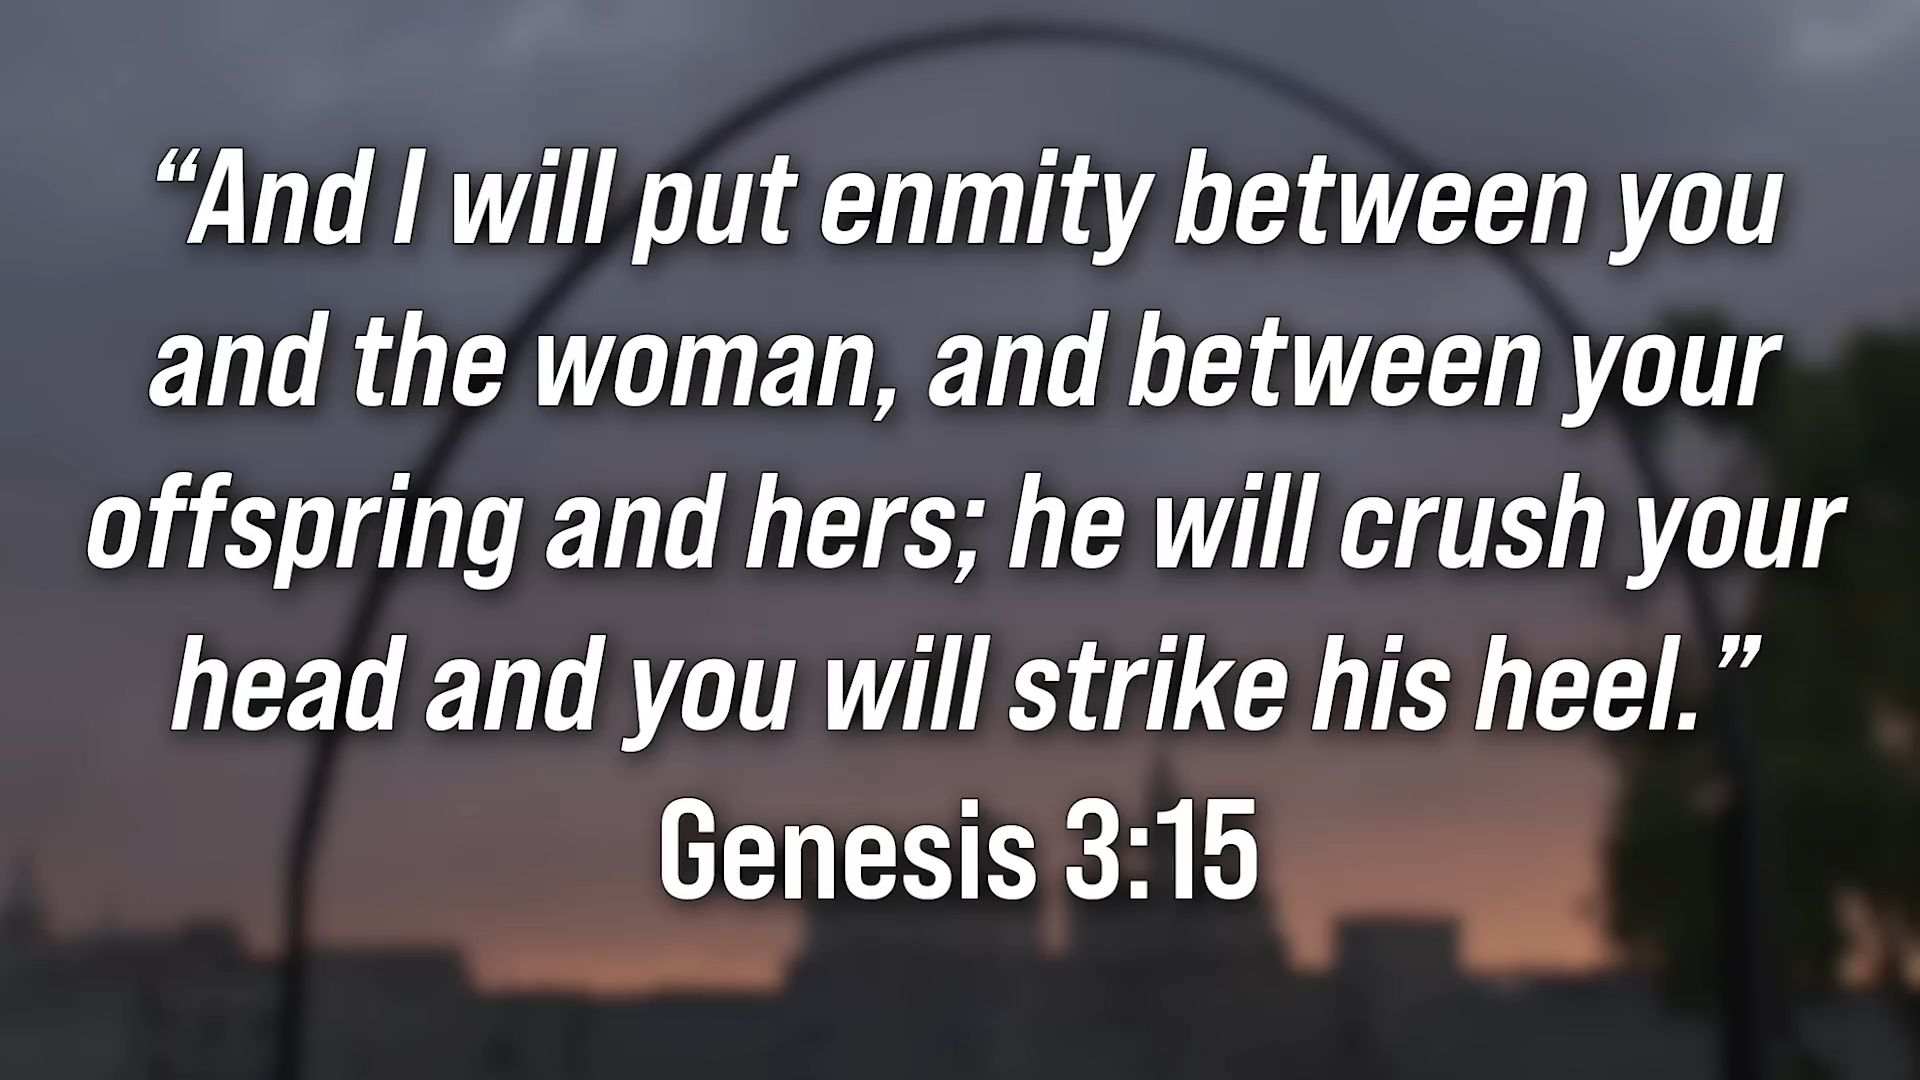 “And I will put enmity between you
and the woman, and between your
offspring and hers; he will crush your
head and you will strike his heel.”
Genesis 3:15